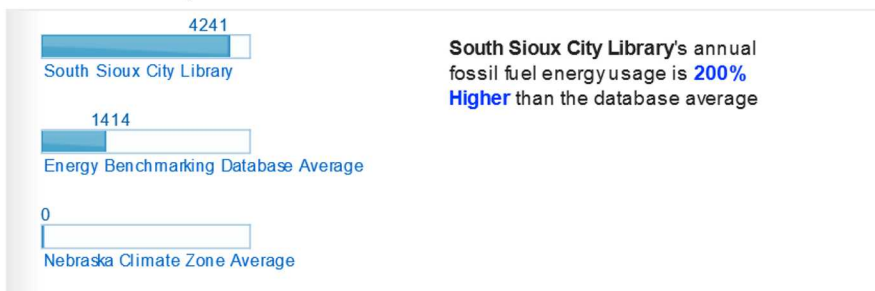 4241
South Sioux City Library
South Sioux City Library's annual
fossil fuel energy usage is 200%
Higher than the database average
1414
Energy Benchmarking Database Average
0
Nebraska Climate Zone Average